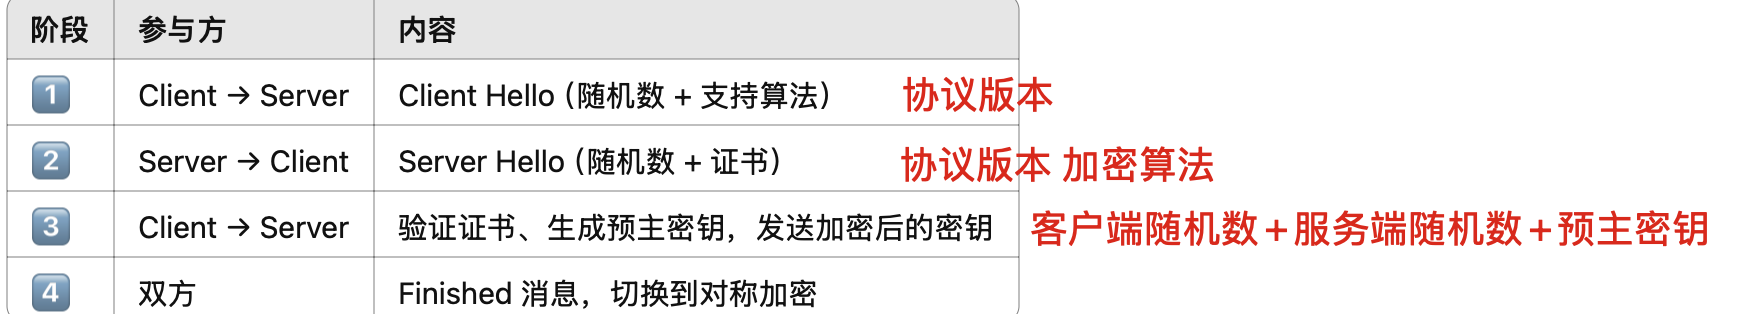 阶段 参与方 内容
1 Client → Server Client Hello（随机数 + 支持算法） 协议版本
2 Server → Client Server Hello（随机数 + 证书） 协议版本 加密算法
3 Client → Server 验证证书、生成预主密钥，发送加密后的密钥 客户端随机数+服务端随机数+预主密钥
4 双方 Finished 消息，切换到对称加密